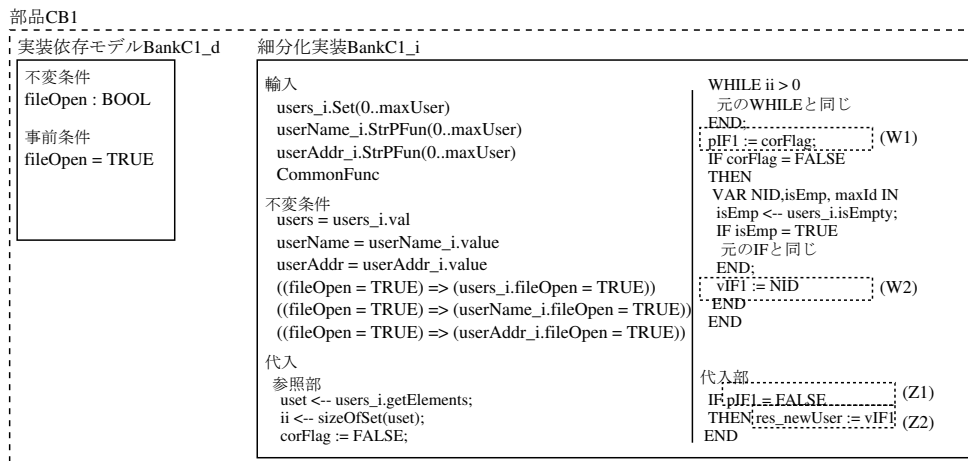 部品CB1
実装依存モデルBankC1_d
不変条件
fileOpen : BOOL
事前条件
fileOpen = TRUE
細分化実装BankC1_i
輸入
users_i.Set(0..maxUser)
userName_i.StrPFun(0..maxUser)
userAddr_i.StrPFun(0..maxUser)
CommonFunc
不変条件
users = users_i.val
userName = userName_i.value
userAddr = userAddr_i.value
((fileOpen = TRUE) => (users_i.fileOpen = TRUE))
((fileOpen = TRUE) => (userName_i.fileOpen = TRUE))
((fileOpen = TRUE) => (userAddr_i.fileOpen = TRUE))
代入
参照部
uset <-- users_i.getElements;
ii <-- sizeOfSet(uset);
corFlag := FALSE;
WHILE ii > 0
元のWHILEと同じ
END;
pIF1 := corFlag; (W1)
IF corFlag = FALSE
THEN
VAR NID,isEmp, maxId IN
isEmp <-- users_i.isEmpty;
IF isEmp = TRUE
元のIFと同じ
END;
vIF1 := NID (W2)
END
END
代入部
IF pIF1 = FALSE (Z1)
THEN res_newUser := vIF1 (Z2)
END